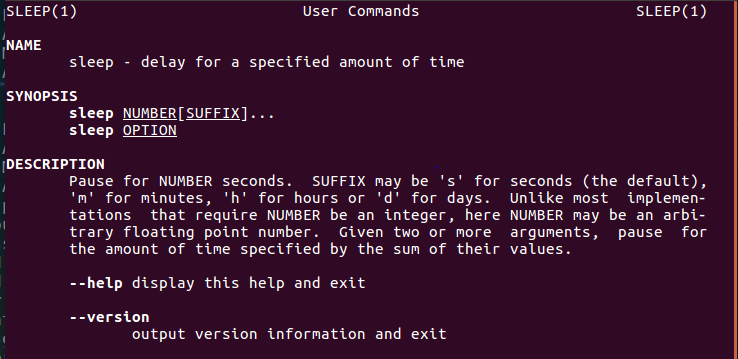 SLEEP(1) User Commands SLEEP(1)
NAME
sleep - delay for a specified amount of time
SYNOPSIS
sleep NUMBER[SUFFIX]...
sleep OPTION
DESCRIPTION
Pause for NUMBER seconds. SUFFIX may be 's' for seconds (the default),
'm' for minutes, 'h' for hours or 'd' for days. Unlike most implemen-
tations that require NUMBER be an integer, here NUMBER may be an arbi-
trary floating point number. Given two or more arguments, pause for
the amount of time specified by the sum of their values.
--help display this help and exit
--version
output version information and exit